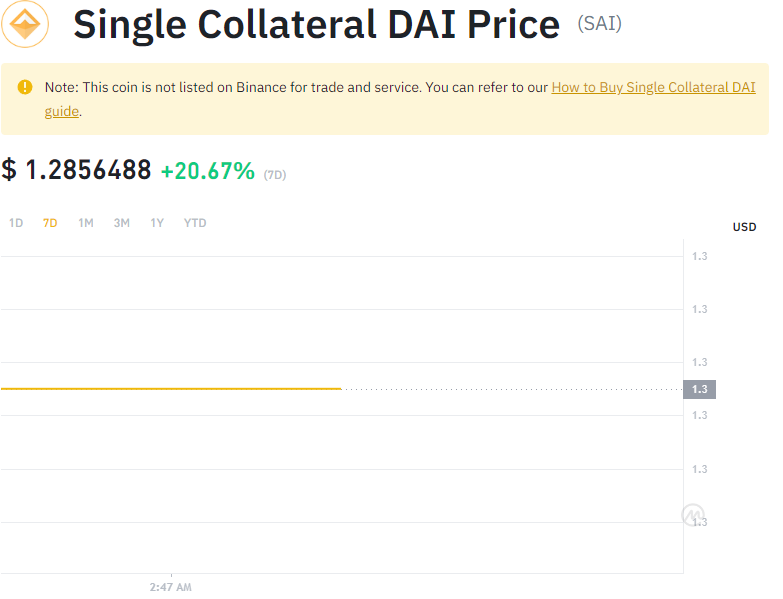 Single Collateral DAI Price (SAI)
Note: This coin is not listed on Binance for trade and service. You can refer to our How to Buy Single Collateral DAI
guide.
$ 1.2856488 +20.67% (7D)
1D 7D 1M 3M 1Y YTD
USD
1.3
1.3
1.3
1.3
1.3
1.3
1.3
2:47 AM